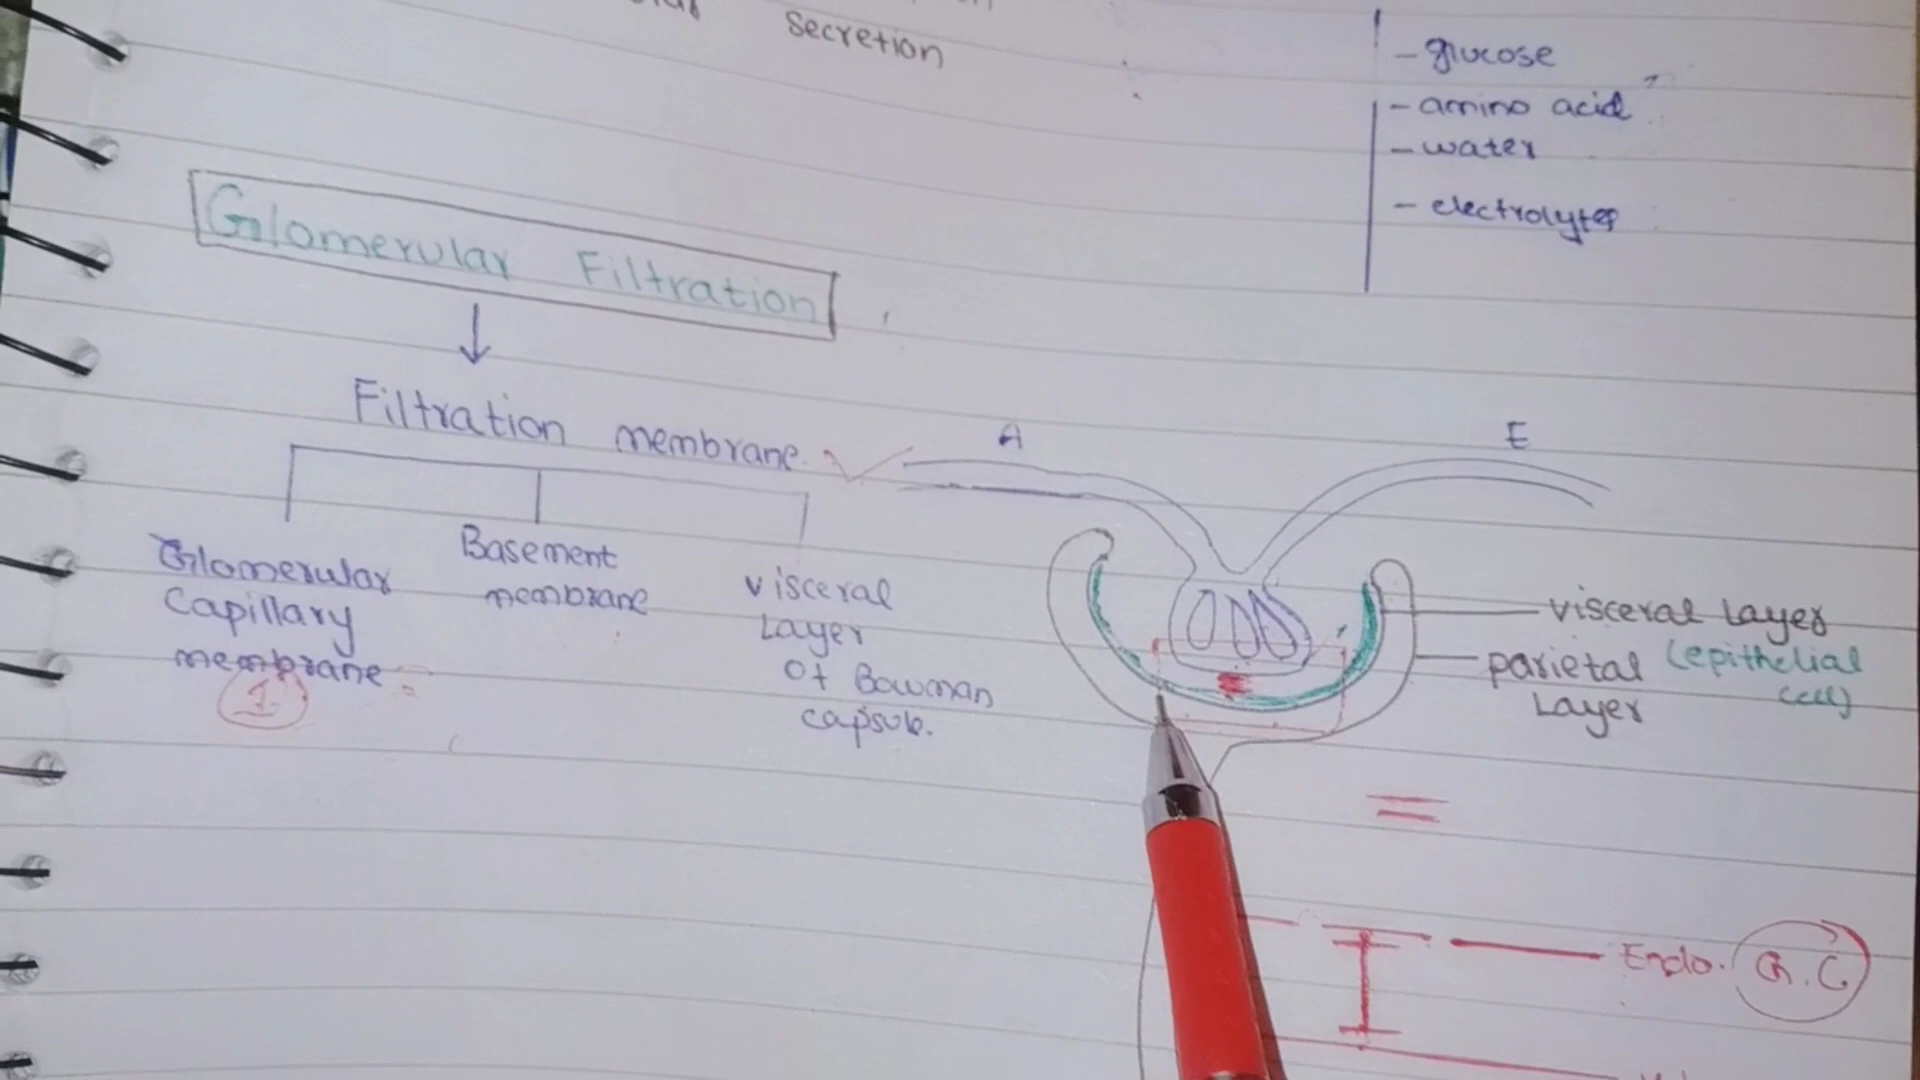 secretion
- glucose
- amino acid
- water
- electrolytes
Glomerular Filtration
Filtration membrane
Glomerular
Capillary
membrane
1.
Basement
membrane
visceral
Layer
of Bowman
capsule.
A
E
visceral Layer
parietal (epithelial
cell)
Layer
Endo. G.C